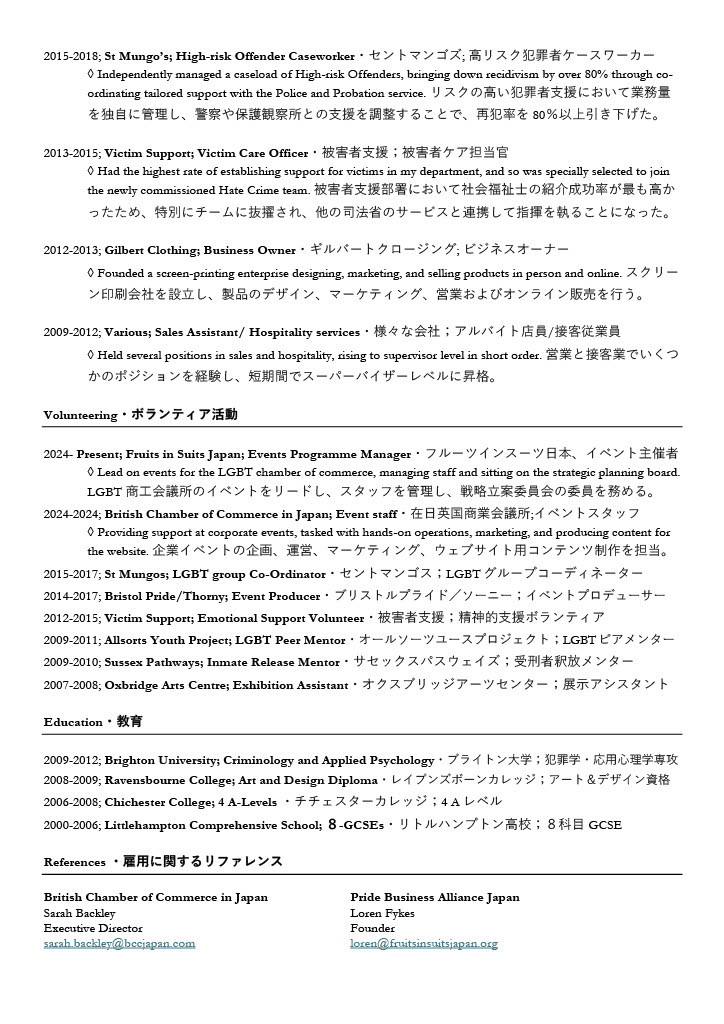 2015-2018; St Mungo's; High-risk Offender Caseworker・セントマンゴズ; 高リスク犯罪者ケースワーカー
◊ Independently managed a caseload of High-risk Offenders, bringing down recidivism by over 80% through co-
ordinating tailored support with the Police and Probation service. リスクの高い犯罪者支援において業務量
を独自に管理し、警察や保護観察所との支援を調整することで、再犯率を 80%以上引き下げた。
2013-2015; Victim Support; Victim Care Officer・被害者支援；被害者ケア担当官
◊ Had the highest rate of establishing support for victims in my department, and so was specially selected to join
the newly commissioned Hate Crime team. 被害者支援部署において社会福祉士の紹介成功率が最も高か
ったため、特別にチームに抜擢され、他の司法省のサービスと連携して指揮を執ることになった。
2012-2013; Gilbert Clothing; Business Owner・ギルバートクロージング; ビジネスオーナー
◊ Founded a screen-printing enterprise designing, marketing, and selling products in person and online. スクリー
ン印刷会社を設立し、製品のデザイン、マーケティング、営業およびオンライン販売を行う。
2009-2012; Various; Sales Assistant/ Hospitality services・様々な会社；アルバイト店員/接客従業員
◊ Held several positions in sales and hospitality, rising to supervisor level in short order. 営業と接客業でいくつ
かのポジションを経験し、短期間でスーパーバイザーレベルに昇格。
Volunteering・ボランティア活動
2024- Present; Fruits in Suits Japan; Events Programme Manager・フルーツインスーツ日本、イベント主催者
◊ Lead on events for the LGBT chamber of commerce, managing staff and sitting on the strategic planning board.
LGBT 商工会議所のイベントをリードし、スタッフを管理し、戦略立案委員会の委員を務める。
2024-2024; British Chamber of Commerce in Japan; Event staff・在日英国商業会議所;イベントスタッフ
◊ Providing support at corporate events, tasked with hands-on operations, marketing, and producing content for
the website. 企業イベントの企画、運営、マーケティング、ウェブサイト用コンテンツ制作を担当。
2015-2017; St Mungos; LGBT group Co-Ordinator・セントマンゴス；LGBTグループコーディネーター
2014-2017; Bristol Pride/Thorny; Event Producer・ブリストルプライド／ソーニー；イベントプロデューサー
2012-2015; Victim Support; Emotional Support Volunteer・被害者支援；精神的支援ボランティア
2009-2011; Allsorts Youth Project; LGBT Peer Mentor・オールソーツユースプロジェクト；LGBTピアメンター
2009-2010; Sussex Pathways; Inmate Release Mentor・サセックスパスウェイズ；受刑者釈放メンター
2007-2008; Oxbridge Arts Centre; Exhibition Assistant・オクスブリッジアーツセンター；展示アシスタント
Education・教育
2009-2012; Brighton University; Criminology and Applied Psychology・ブライトン大学；犯罪学・応用心理学専攻
2008-2009; Ravensbourne College; Art and Design Diploma・レイブンズボーンカレッジ；アート＆デザイン資格
2006-2008; Chichester College; 4 A-Levels ・チチェスターカレッジ；4 A レベル
2000-2006; Littlehampton Comprehensive School; ８-GCSEs・リトルハンプトン高校；８科目 GCSE
References ・雇用に関するリファレンス
British Chamber of Commerce in Japan
Sarah Backley
Executive Director
sarah.backley@bccjapan.com
Pride Business Alliance Japan
Loren Fykes
Founder
loren@fruitsinsuitsjapan.org